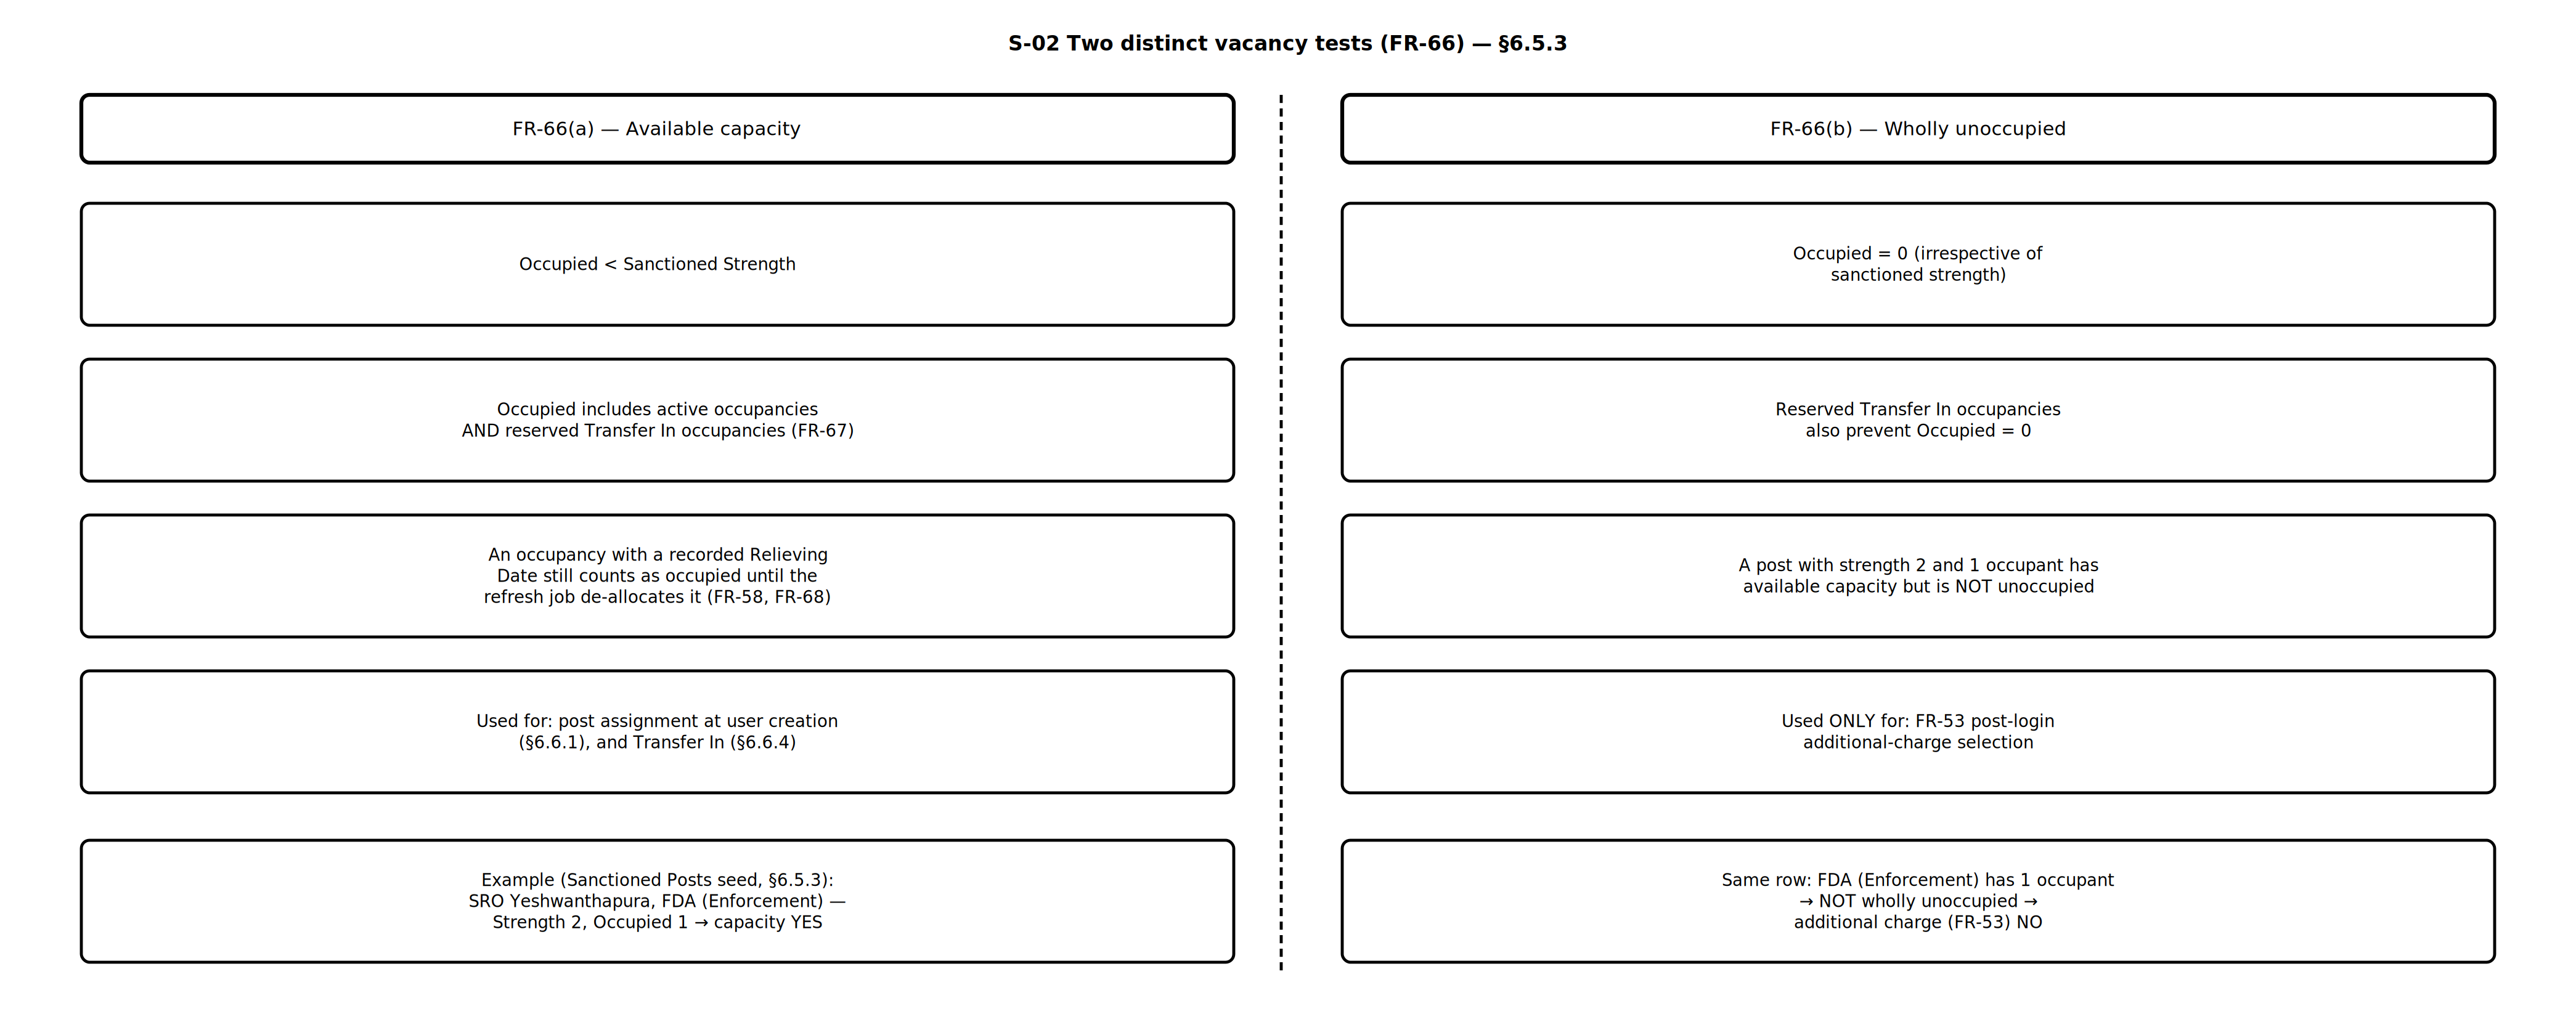 S-02 Two distinct vacancy tests (FR-66) — §6.5.3
FR-66(a) — Available capacity
Occupied < Sanctioned Strength
Occupied includes active occupancies
AND reserved Transfer In occupancies (FR-67)
An occupancy with a recorded Relieving
Date still counts as occupied until the
refresh job de-allocates it (FR-58, FR-68)
Used for: post assignment at user creation
(§6.6.1), and Transfer In (§6.6.4)
Example (Sanctioned Posts seed, §6.5.3):
SRO Yeshwanthapura, FDA (Enforcement) —
Strength 2, Occupied 1 → capacity YES
FR-66(b) — Wholly unoccupied
Occupied = 0 (irrespective of
sanctioned strength)
Reserved Transfer In occupancies
also prevent Occupied = 0
A post with strength 2 and 1 occupant has
available capacity but is NOT unoccupied
Used ONLY for: FR-53 post-login
additional-charge selection
Same row: FDA (Enforcement) has 1 occupant
→ NOT wholly unoccupied →
additional charge (FR-53) NO